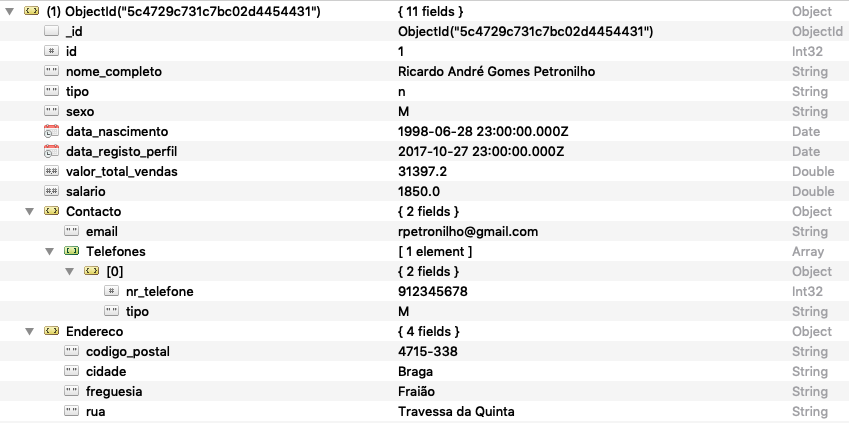 (1) ObjectId("5c4729c731c7bc02d4454431") { 11 fields } Object
_id ObjectId("5c4729c731c7bc02d4454431") ObjectId
# id 1 Int32
"" nome_completo Ricardo André Gomes Petronilho String
"" tipo n String
"" sexo M String
data_nascimento 1998-06-28 23:00:00.000Z Date
data_registo_perfil 2017-10-27 23:00:00.000Z Date
## valor_total_vendas 31397.2 Double
## salario 1850.0 Double
Contacto { 2 fields } Object
"" email rpetronilho@gmail.com String
Telefones [ 1 element ] Array
[0] { 2 fields } Object
# nr_telefone 912345678 Int32
"" tipo M String
Endereco { 4 fields } Object
"" codigo_postal 4715-338 String
"" cidade Braga String
"" freguesia Fraião String
"" rua Travessa da Quinta String